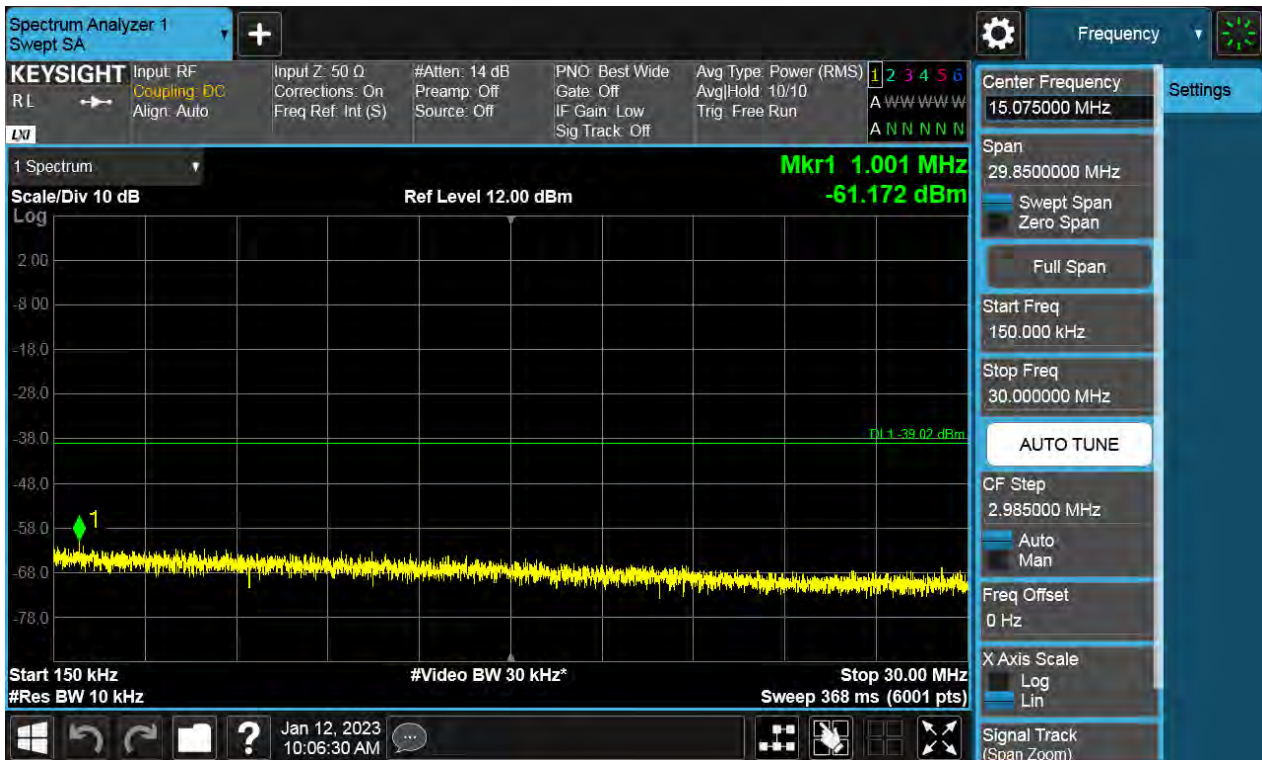 Spectrum Analyzer 1
Swept SA
+
Frequency
KEYSIGHT
R L
LXI
Input: RF
Coupling: DC
Align: Auto
Input Z: 50 Ω
Corrections: On
Freq Ref: Int (S)
#Atten: 14 dB
Preamp: Off
Source: Off
PNO: Best Wide
Gate: Off
IF Gain: Low
Sig Track: Off
Avg Type: Power (RMS)
Avg|Hold: 10/10
Trig: Free Run
1 2 3 4 5 6
A W W W W W
A N N N N N
1 Spectrum
Scale/Div 10 dB
Log
Ref Level 12.00 dBm
Mkr1 1.001 MHz
-61.172 dBm
2.00
-8.00
-18.0
-28.0
-38.0
DL1 -39.02 dBm
-48.0
-58.0
1
-68.0
-78.0
Start 150 kHz
#Res BW 10 kHz
#Video BW 30 kHz*
Stop 30.00 MHz
Sweep 368 ms (6001 pts)
?
Jan 12, 2023
10:06:30 AM
Center Frequency
15.075000 MHz
Settings
Span
29.8500000 MHz
Swept Span
Zero Span
Full Span
Start Freq
150.000 kHz
Stop Freq
30.000000 MHz
AUTO TUNE
CF Step
2.985000 MHz
Auto
Man
Freq Offset
0 Hz
X Axis Scale
Log
Lin
Signal Track
(Span Zoom)